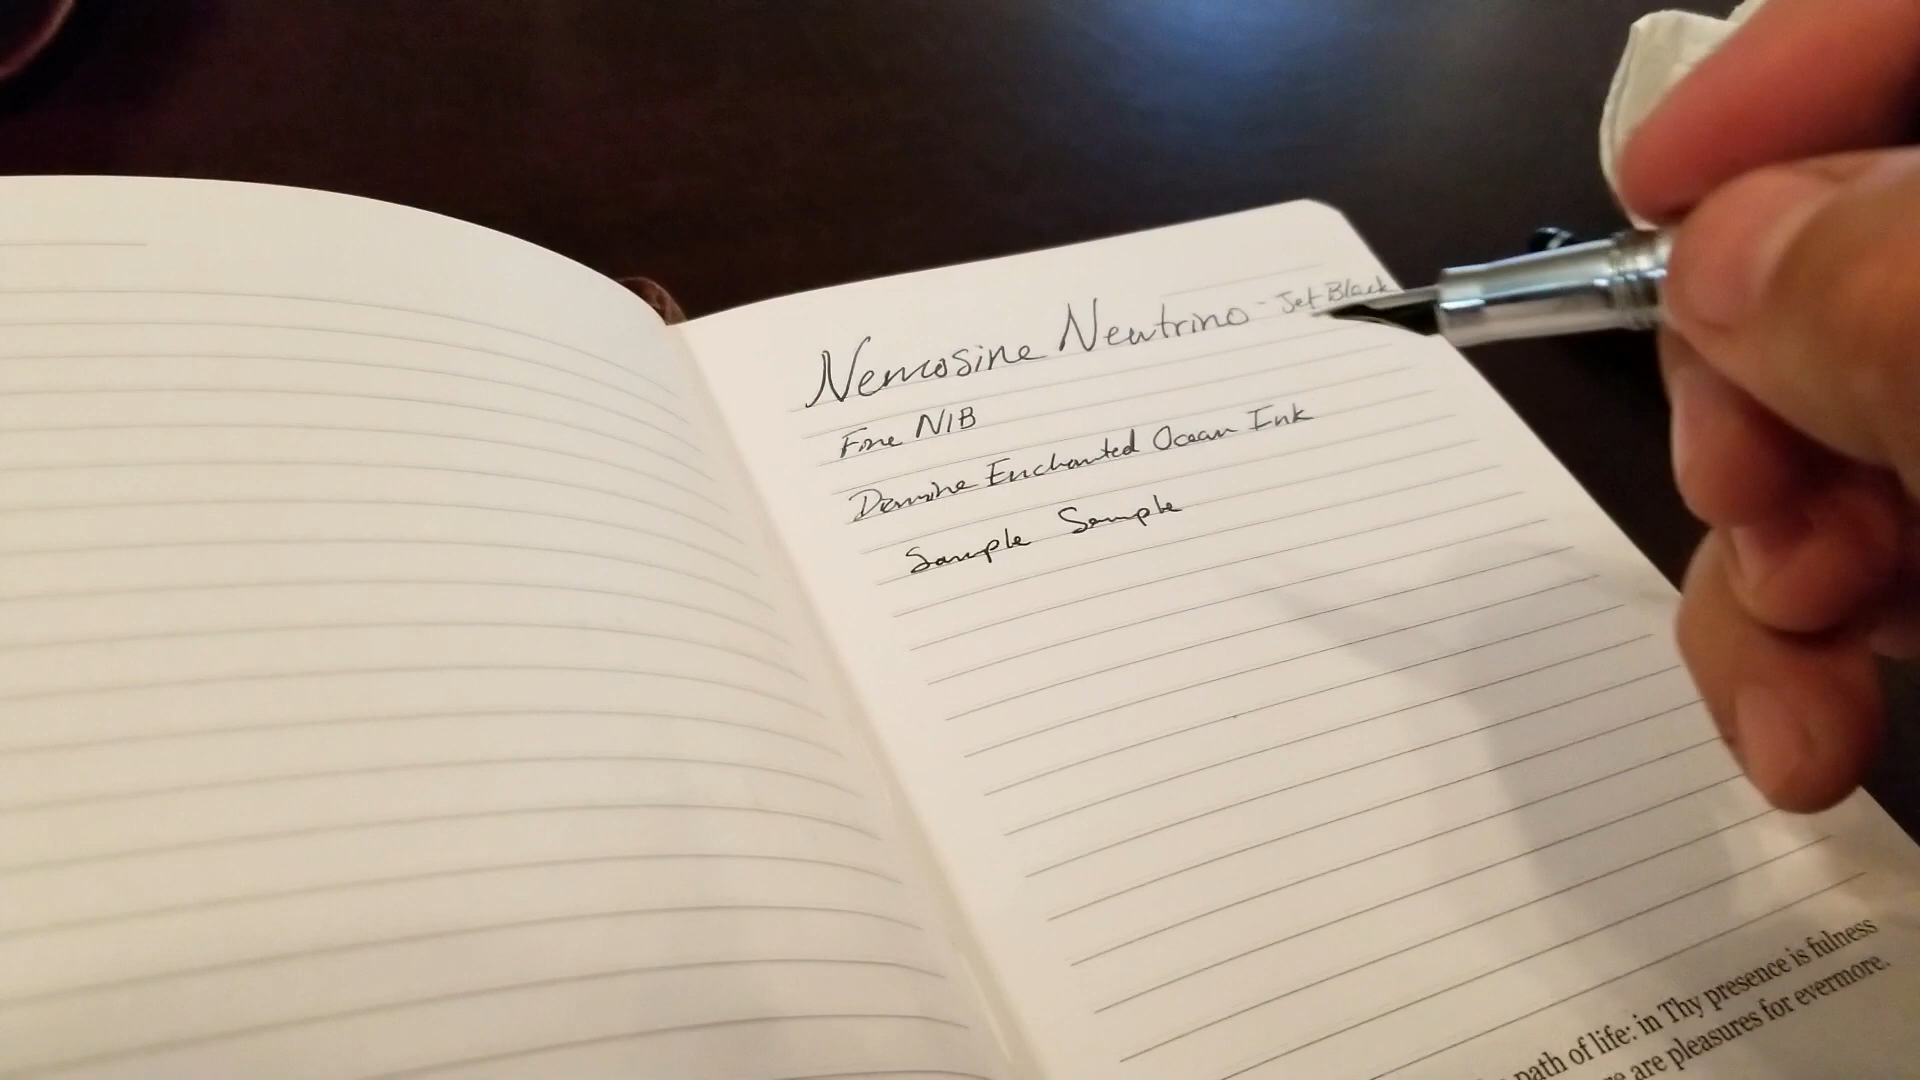 Nemosine Neutrino - Jet Black
Fine NIB
Domine Enchanted Ocean Ink
Sample Sample
path of life: in Thy presence is fulness
are pleasures for evermore.